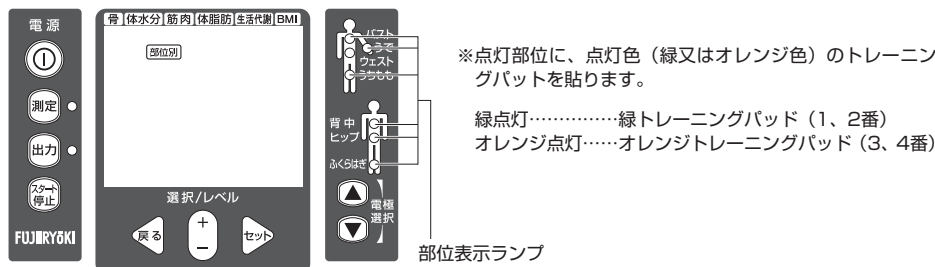 電源
測定
出力
スタート
停止
FUJIIRYōKI
骨 体水分 筋肉 体脂肪 生活代謝 BMI
部位別
選択/レベル
戻る
+
−
セット
バスト
うで
ウエスト
うちもも
背中
ヒップ
ふくらはぎ
▲
▼
電極
選択
※点灯部位に、点灯色（緑又はオレンジ色）のトレーニン
グパットを貼ります。
緑点灯……………緑トレーニングパッド（1、2番）
オレンジ点灯……オレンジトレーニングパッド（3、4番）
部位表示ランプ